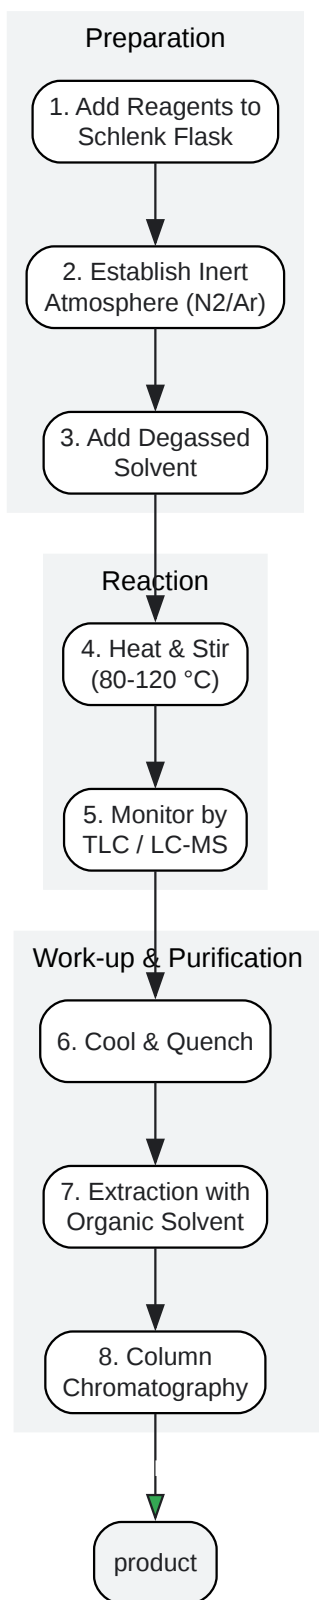 Preparation
1. Add Reagents to
Schlenk Flask
2. Establish Inert
Atmosphere (N2/Ar)
3. Add Degassed
Solvent
Reaction
4. Heat & Stir
(80-120 °C)
5. Monitor by
TLC / LC-MS
Work-up & Purification
6. Cool & Quench
7. Extraction with
Organic Solvent
8. Column
Chromatography
product